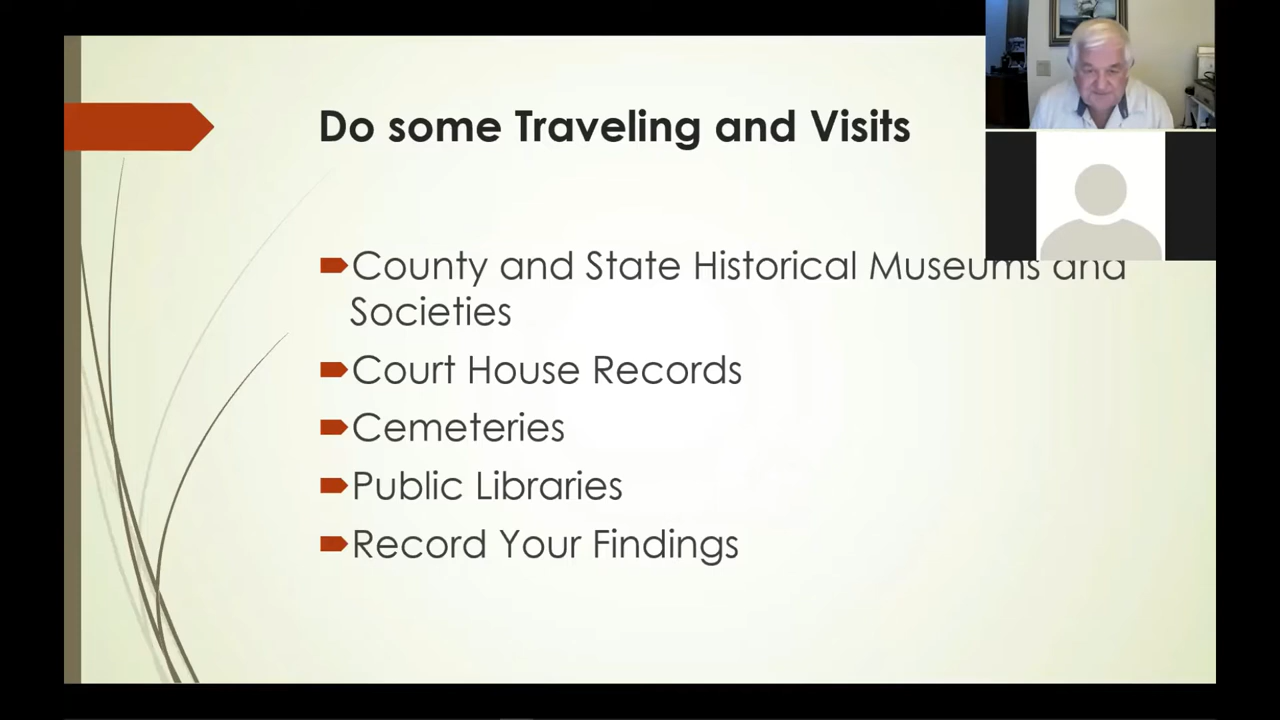 Do some Traveling and Visits
County and State Historical Museums and
Societies
Court House Records
Cemeteries
Public Libraries
Record Your Findings